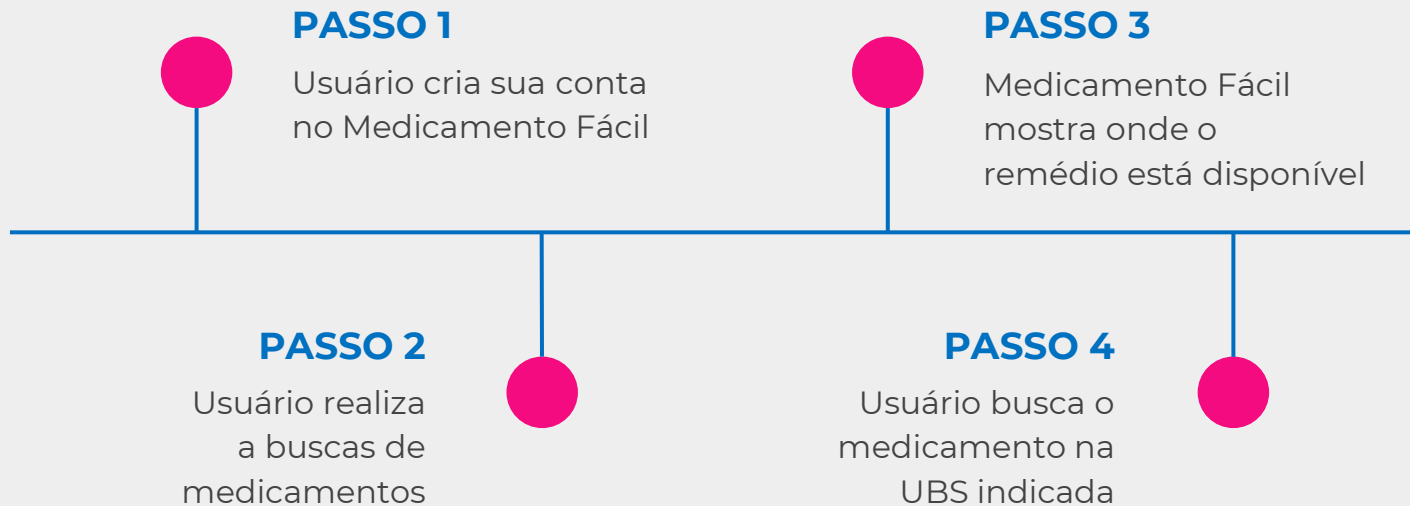 PASSO 1
Usuário cria sua conta
no Medicamento Fácil
PASSO 2
Usuário realiza
a buscas de
medicamentos
PASSO 3
Medicamento Fácil
mostra onde o
remédio está disponível
PASSO 4
Usuário busca o
medicamento na
UBS indicada